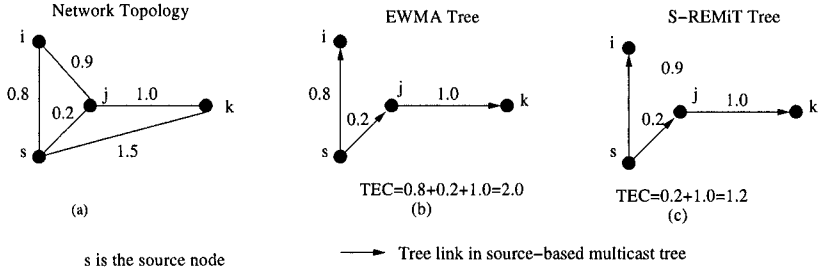 Network Topology
EWMA Tree
S-REMiT Tree
i
0.9
0.8
j
1.0
k
0.2
s
1.5
(a)
i
0.8
j
1.0
k
0.2
s
TEC=0.8+0.2+1.0=2.0
(b)
i
0.9
j
1.0
k
0.2
s
TEC=0.2+1.0=1.2
(c)
s is the source node
Tree link in source-based multicast tree